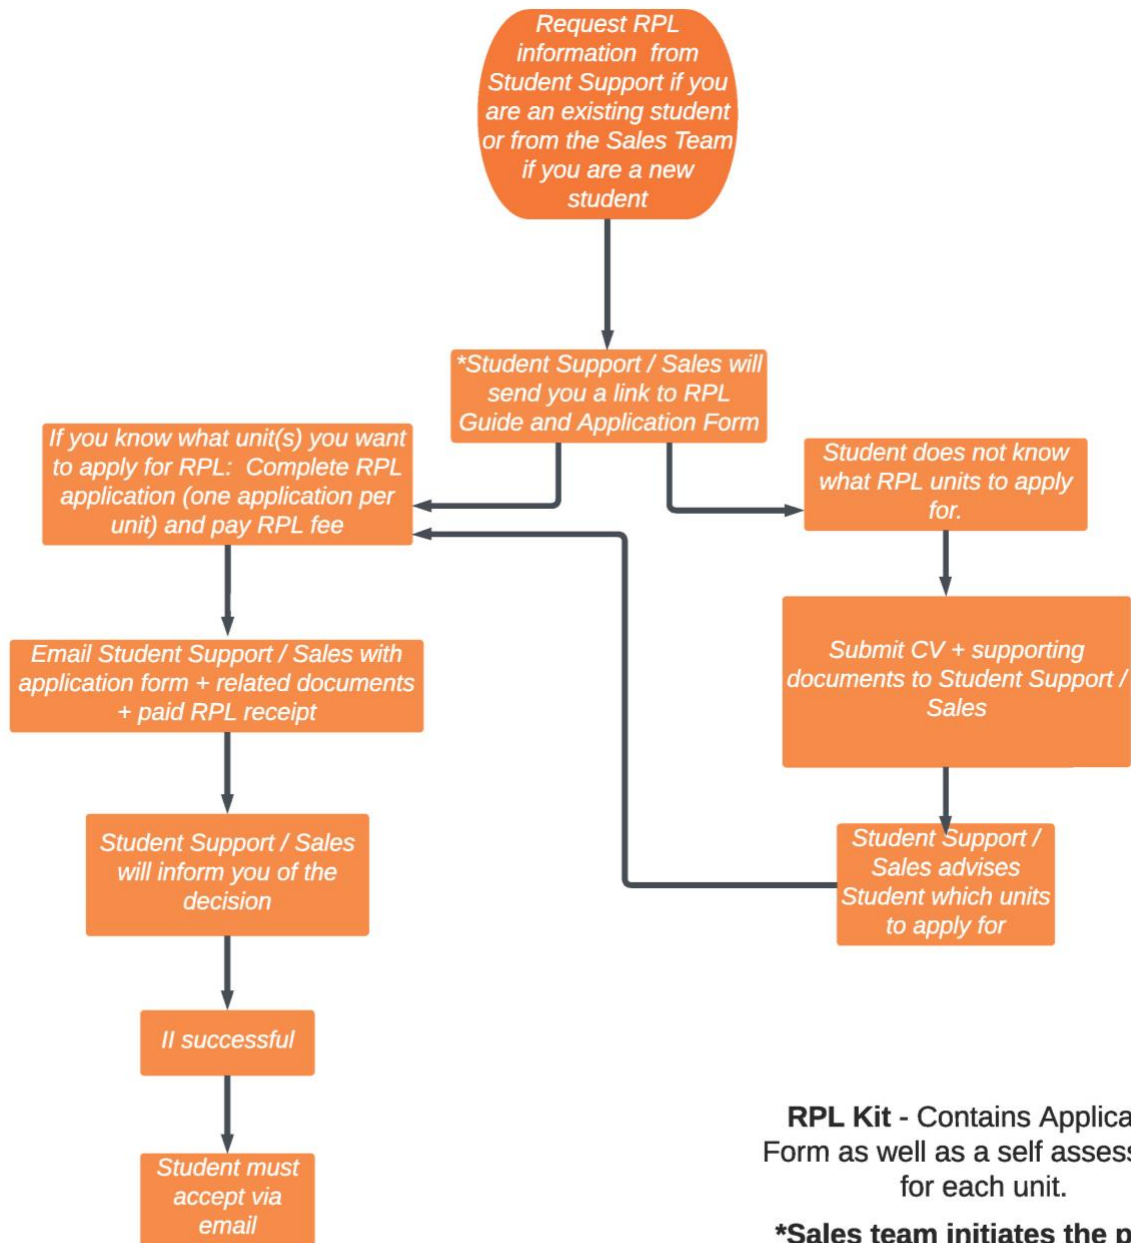 Request RPL
information from
Student Support if you
are an existing student
or from the Sales Team
if you are a new
student
*Student Support / Sales will
send you a link to RPL
Guide and Application Form
If you know what unit(s) you want
to apply for RPL: Complete RPL
application (one application per
unit) and pay RPL fee
Student does not know
what RPL units to apply
for.
Email Student Support / Sales with
application form + related documents
+ paid RPL receipt
Submit CV + supporting
documents to Student Support /
Sales
Student Support / Sales
will inform you of the
decision
Student Support /
Sales advises
Student which units
to apply for
II successful
Student must
accept via
email
RPL Kit - Contains Applica
Form as well as a self assess
for each unit.
*Sales team initiates the p